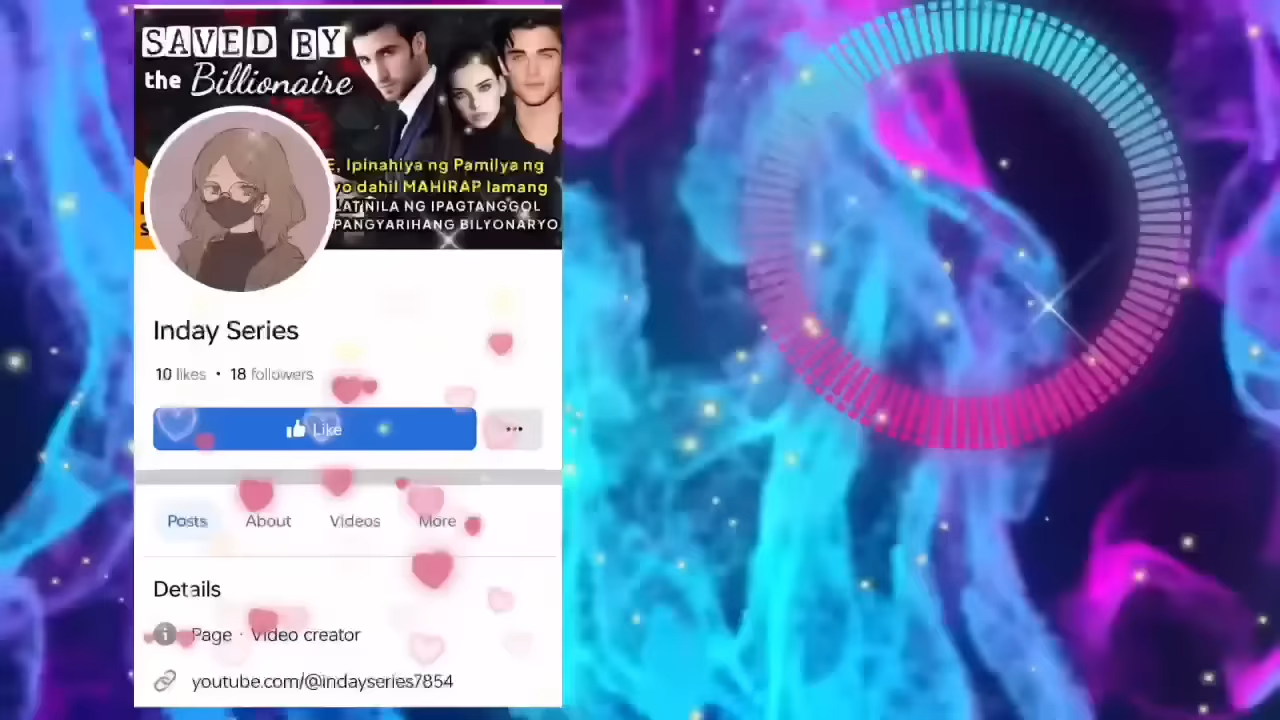 SAVED BY
the Billionaire
E, Ipinahiya ng Pamilya ng
yo dahil MAHIRAP lamang
LAT NILA NG IPAGTANGGOL
PANGYARIHANG BILYONARYO
Inday Series
10 likes • 18 followers
Like
Posts About Videos More
Details
Page · Video creator
youtube.com/@indayseries7854